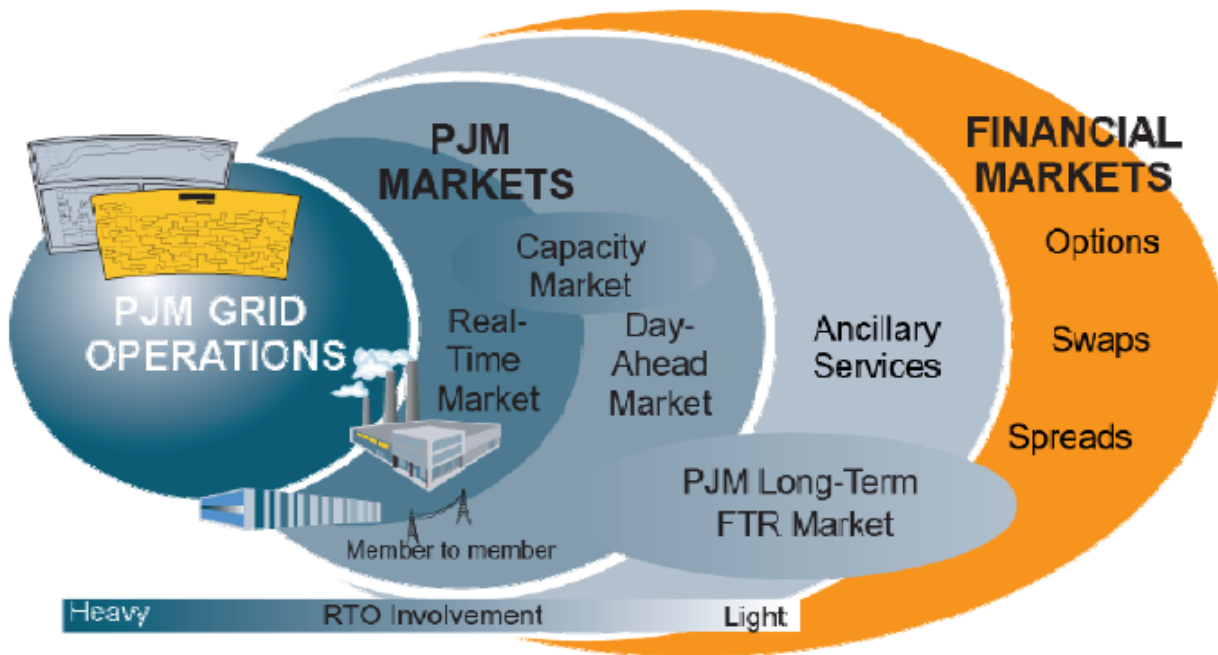 PJM
MARKETS
FINANCIAL
MARKETS
Capacity
Market
Options
PJM GRID
OPERATIONS
Real-
Time
Market
Day-
Ahead
Market
Ancillary
Services
Swaps
Spreads
PJM Long-Term
FTR Market
Member to member
Heavy RTO Involvement Light